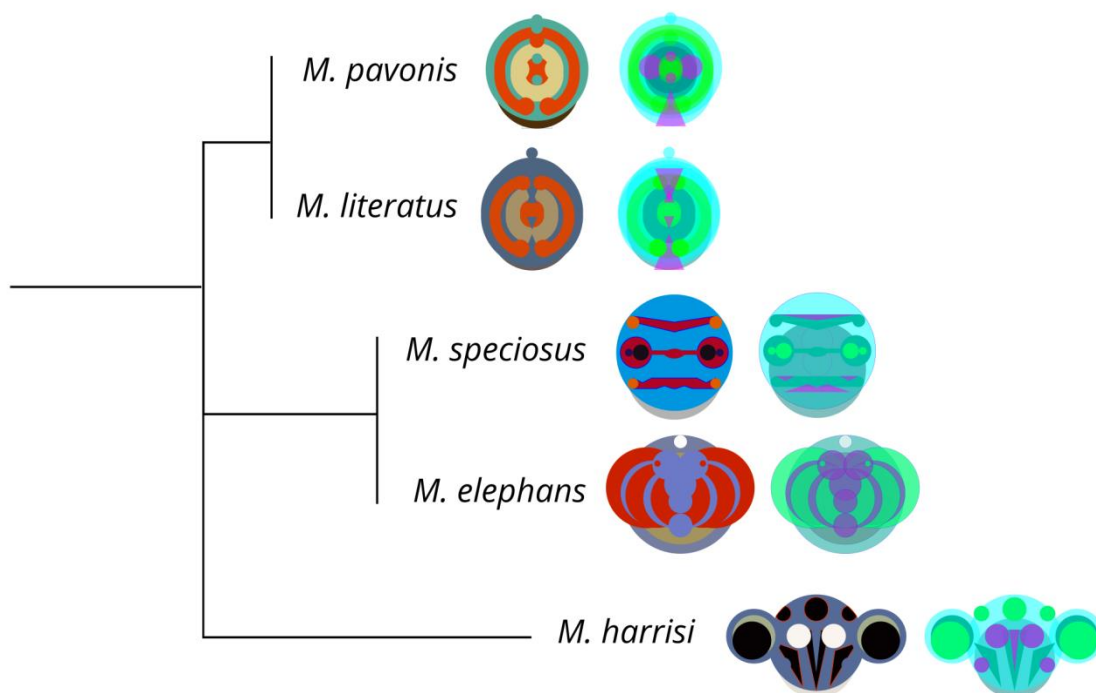 M. pavonis
M. literatus
M. speciosus
M. elephans
M. harrisi